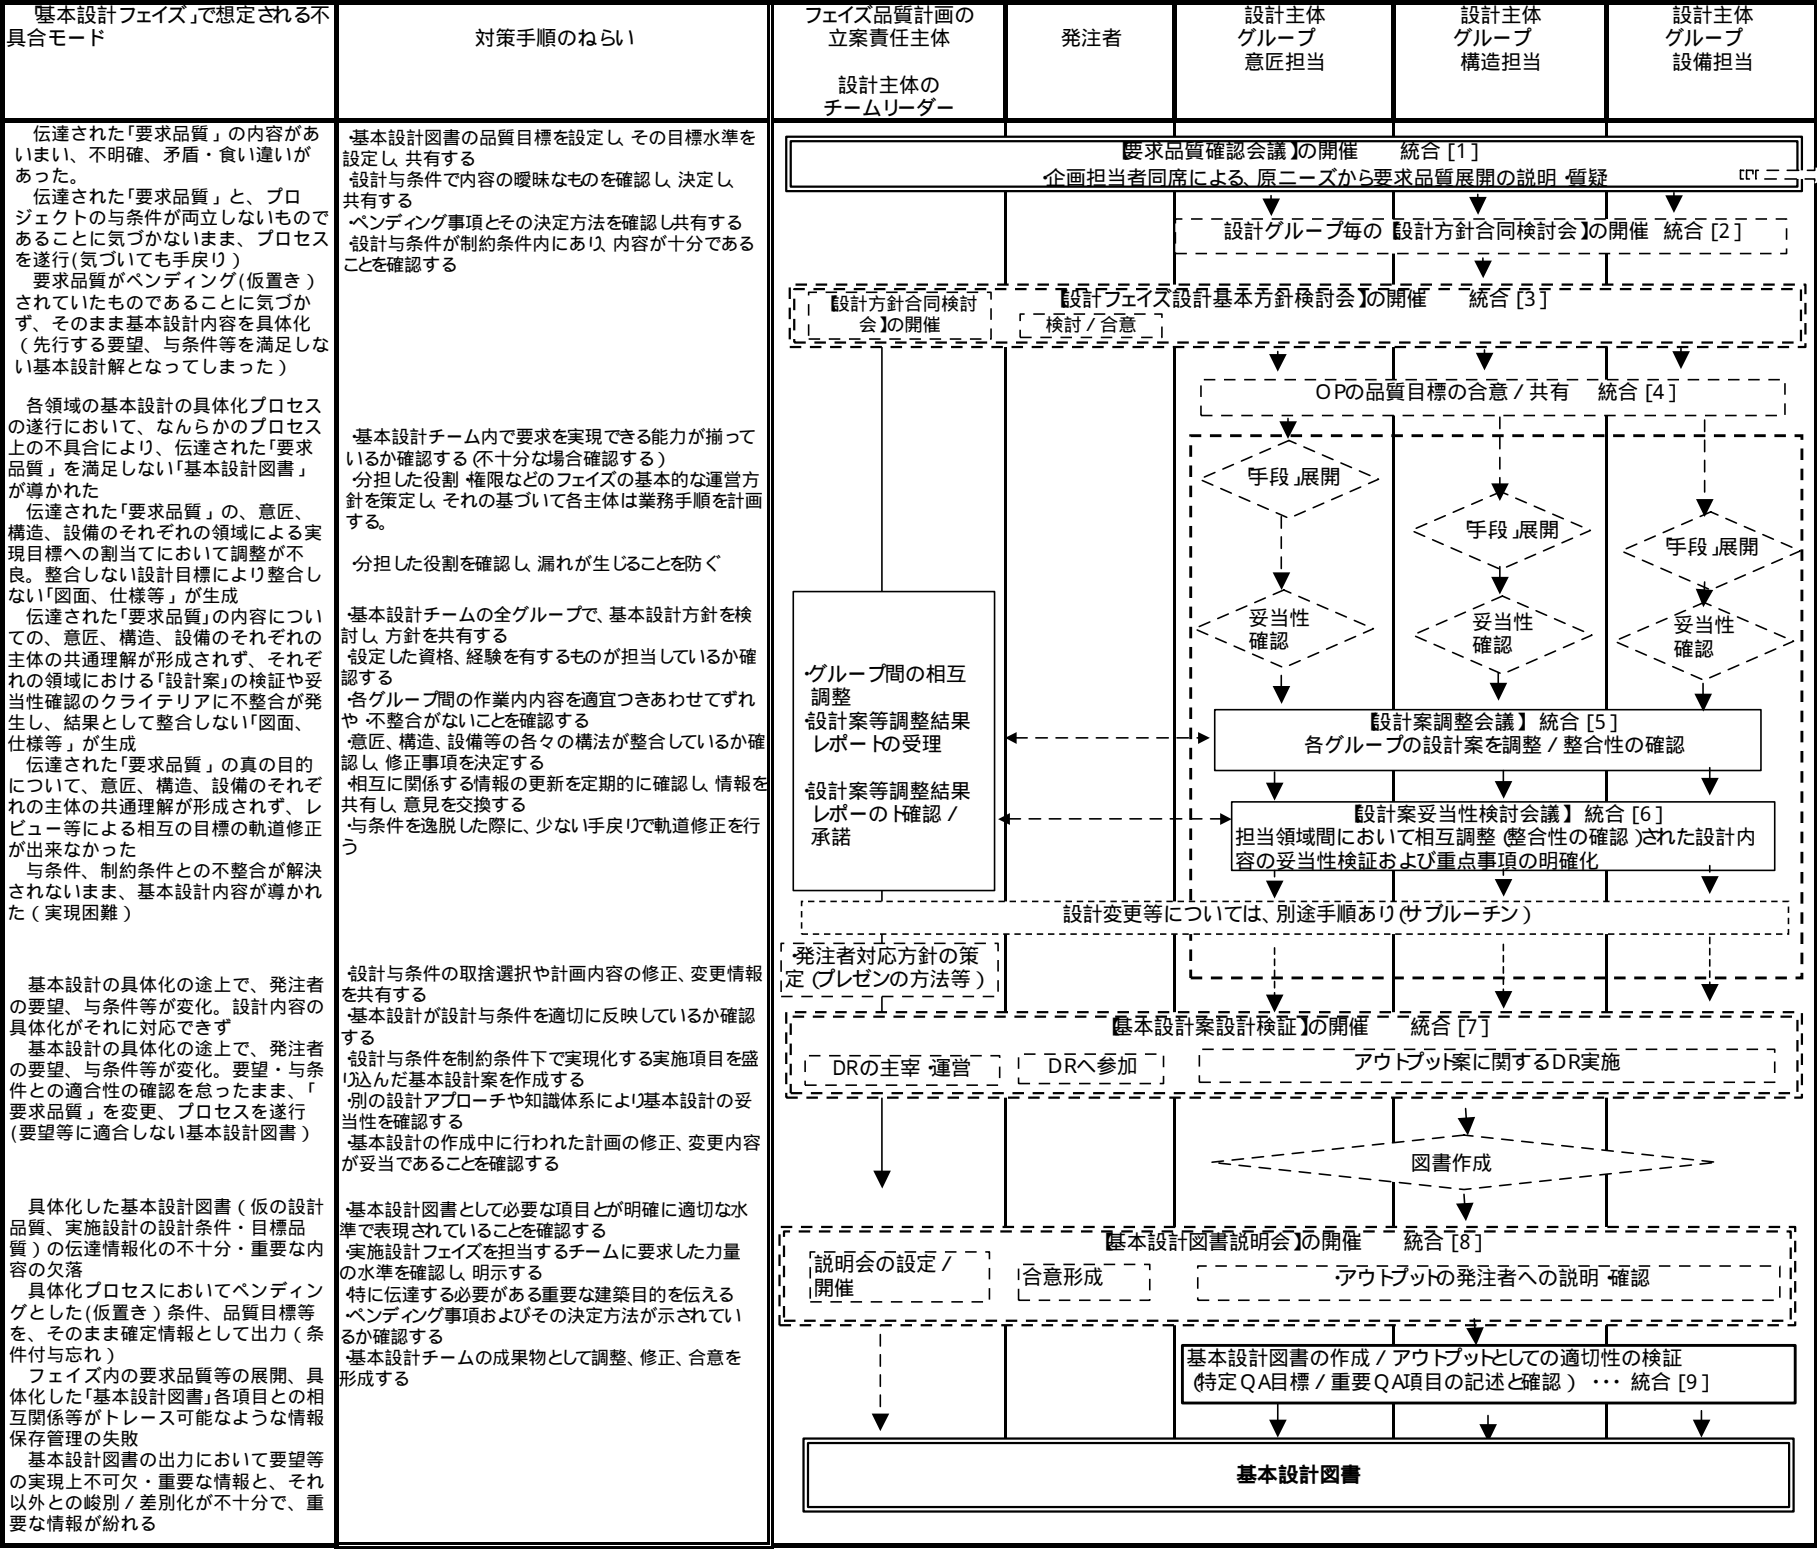 「基本設計フェイズ」で想定される不
具合モード
対策手順のねらい
フェイズ品質計画の
立案責任主体
設計主体の
チームリーダー
発注者
設計主体
グループ
意匠担当
設計主体
グループ
構造担当
設計主体
グループ
設備担当
伝達された「要求品質」の内容があ
いまい、不明確、矛盾・食い違いが
あった。
伝達された「要求品質」と、プロ
ジェクトの与条件が両立しないもので
あることに気づかないまま、プロセス
を遂行(気づいても手戻り)
要求品質がペンディング(仮置き)
されていたものであることに気づか
ず、そのまま基本設計内容を具体化
(先行する要望、与条件等を満足しな
い基本設計解となってしまった)
各領域の基本設計の具体化プロセス
の遂行において、なんらかのプロセス
上の不具合により、伝達された「要求
品質」を満足しない「基本設計図書」
が導かれた
伝達された「要求品質」の、意匠、
構造、設備のそれぞれの領域による実
現目標への割当てにおいて調整が不
良。整合しない設計目標により整合し
ない「図面、仕様等」が生成
伝達された「要求品質」の内容につい
ての、意匠、構造、設備のそれぞれの
主体の共通理解が形成されず、それぞ
れの領域における「設計案」の検証や妥
当性確認のクライテリアに不整合が発
生し、結果として整合しない「図面、
仕様等」が生成
伝達された「要求品質」の真の目的
について、意匠、構造、設備のそれぞ
れの主体の共通理解が形成されず、レ
ビュー等による相互の目標の軌道修正
が出来なかった
与条件、制約条件との不整合が解決
されないまま、基本設計内容が導かれ
た(実現困難)
基本設計の具体化の途上で、発注者
の要望、与条件等が変化。設計内容の
具体化がそれに対応できず
基本設計の具体化の途上で、発注者
の要望、与条件等が変化。要望・与条
件との適合性の確認を怠ったまま、「
要求品質」を変更、プロセスを遂行
(要望等に適合しない基本設計図書)
具体化した基本設計図書(仮の設計
品質、実施設計の設計条件・目標品
質)の伝達情報化の不十分・重要な内
容の欠落
具体化プロセスにおいてペンディン
グとした(仮置き)条件、品質目標等
を、そのまま確定情報として出力(条
件付与忘れ)
フェイズ内の要求品質等の展開、具
体化した「基本設計図書」各項目との相
互関係等がトレース可能なような情報
保存管理の失敗
基本設計図書の出力において要望等
の実現上不可欠・重要な情報と、それ
以外との峻別/差別化が不十分で、重
要な情報が紛れる
・基本設計図書の品質目標を設定し、その目標水準を
設定し、共有する
・設計与条件で内容の曖昧なものを確認し、決定し、
共有する
・ペンディング事項とその決定方法を確認し共有する
・設計与条件が制約条件内にあり、内容が十分である
ことを確認する
・基本設計チーム内で要求を実現できる能力が揃って
いるか確認する(不十分な場合確認する)
・分担した役割・権限などのフェイズの基本的な運営方
針を策定し、それの基づいて各主体は業務手順を計画
する。
・分担した役割を確認し、漏れが生じることを防ぐ
・基本設計チームの全グループで、基本設計方針を検
討し、方針を共有する
・設定した資格、経験を有するものが担当しているか確
認する
・各グループ間の作業内内容を適宜つきあわせてずれ
や・不整合がないことを確認する
・意匠、構造、設備等の各々の構法が整合しているか確
認し、修正事項を決定する
・相互に関係する情報の更新を定期的に確認し、情報を
共有し、意見を交換する
・与条件を逸脱した際に、少ない手戻りで軌道修正を行
う
・設計与条件の取捨選択や計画内容の修正、変更情報
を共有する
・基本設計が設計与条件を適切に反映しているか確認
する
・設計与条件を制約条件下で実現化する実施項目を盛
り込んだ基本設計案を作成する
・別の設計アプローチや知識体系により基本設計の妥
当性を確認する
・基本設計の作成中に行われた計画の修正、変更内容
が妥当であることを確認する
・基本設計図書として必要な項目とが明確に適切な水
準で表現されていることを確認する
・実施設計フェイズを担当するチームに要求した力量
の水準を確認し、明示する
・特に伝達する必要がある重要な建築目的を伝える
・ペンディング事項およびその決定方法が示されてい
るか確認する
・基本設計チームの成果物として調整、修正、合意を
形成する
【要求品質確認会議】の開催　　統合[1]
・企画担当者同席による、原ニーズから要求品質展開の説明・質疑
設計グループ毎の【設計方針合同検討会】の開催　統合[2]
【設計フェイズ設計基本方針検討会】の開催　　統合[3]
【設計方針合同検討
会】の開催
検討/合意
OPの品質目標の合意/共有　　統合[4]
「手段」展開
「手段」展開
「手段」展開
妥当性
確認
妥当性
確認
妥当性
確認
・グループ間の相互
調整
・設計案等調整結果
レポートの受理
・設計案等調整結果
レポーのト確認/
承諾
【設計案調整会議】統合[5]
各グループの設計案を調整/整合性の確認
【設計案妥当性検討会議】統合[6]
担当領域間において相互調整(整合性の確認)された設計内
容の妥当性検証および重点事項の明確化
設計変更等については、別途手順あり(サブルーチン)
・発注者対応方針の策
定(プレゼンの方法等)
【基本設計案設計検証】の開催　　統合[7]
DRの主宰・運営
DRへ参加
アウトプット案に関するDR実施
図書作成
【基本設計図書説明会】の開催　　統合[8]
説明会の設定/
開催
合意形成
・アウトプットの発注者への説明・確認
基本設計図書の作成/アウトプットとしての適切性の検証
(特定QA目標/重要QA項目の記述と確認)・・・統合[9]
基本設計図書